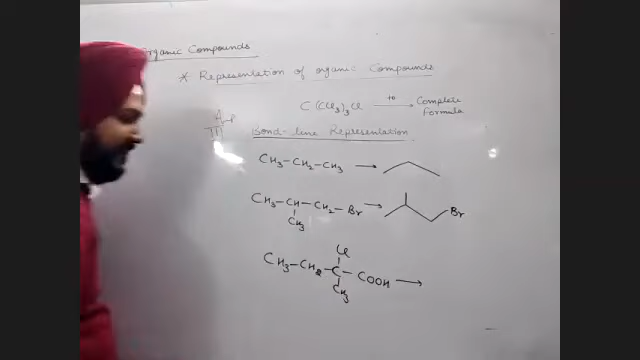 Organic Compounds
* Representation of Organic Compounds
C(CH3)3Cl to → Complete Formula
Bond-line Representation
CH3-CH2-CH3 →
CH3-CH-CH2-Br → Br
CH3
Cl
CH3-CH2-C-COOH →
CH3